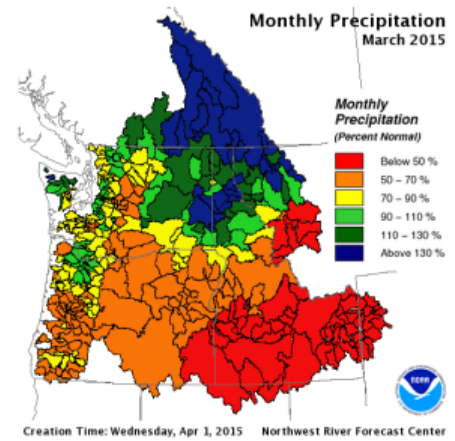 Monthly Precipitation
March 2015
Monthly
Precipitation
(Percent Normal)
Below 50 %
50 - 70 %
70 - 90 %
90 - 110 %
110 - 130 %
Above 130 %
NOAA
Creation Time: Wednesday, Apr 1, 2015 Northwest River Forecast Center